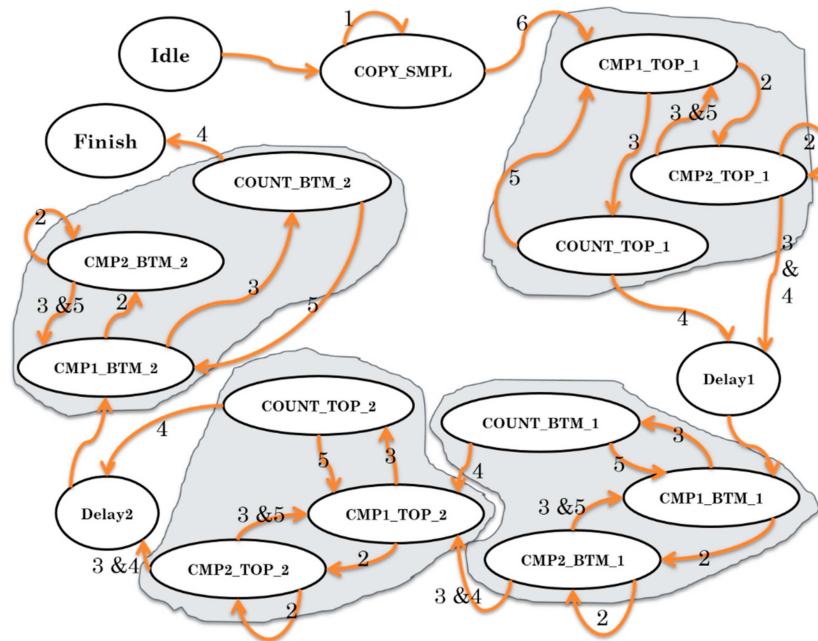 1
6
Idle
COPY_SMPL
CMP1_TOP_1
2
3 &5
2
Finish
4
3
COUNT_BTM_2
5
CMP2_TOP_1
2
CMP2_BTM_2
COUNT_TOP_1
3
&
4
3 &5
2
3
5
4
CMP1_BTM_2
Delay1
COUNT_TOP_2
COUNT_BTM_1
4
3
5
3
4
5
CMP1_BTM_1
3 &5
3 &5
Delay2
CMP1_TOP_2
3 &4
2
2
CMP2_TOP_2
CMP2_BTM_1
3 &4
2
2